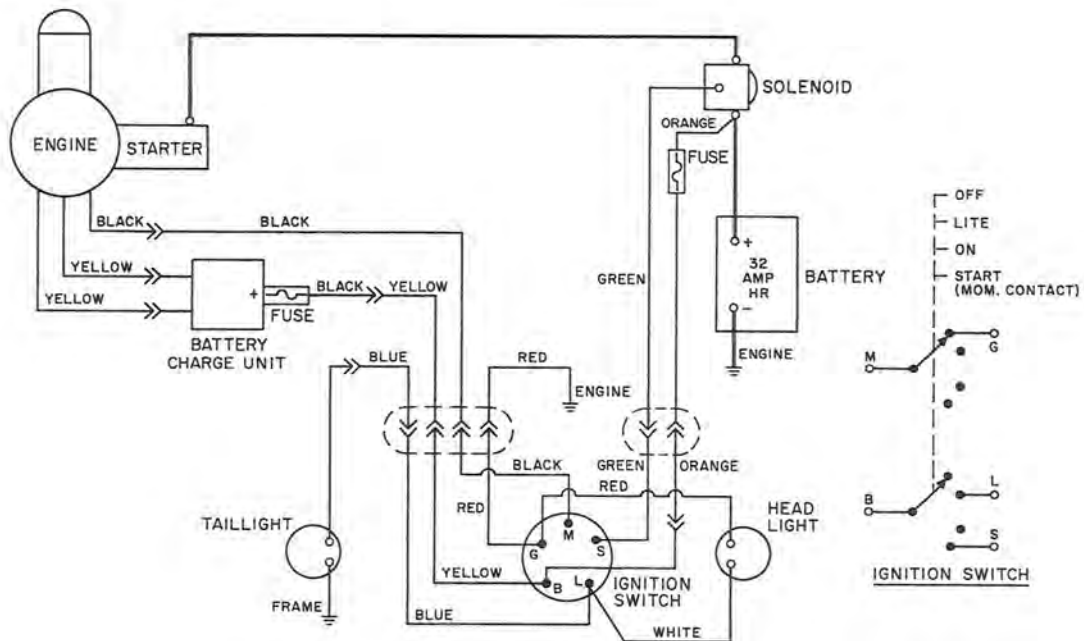 SOLENOID
ORANGE
ENGINE
STARTER
FUSE
OFF
LITE
ON
START
(MOM. CONTACT)
BLACK
BLACK
YELLOW
YELLOW
+
FUSE
BLACK
YELLOW
BATTERY
CHARGE UNIT
GREEN
+
32
AMP
HR
-
BATTERY
ENGINE
M
G
BLUE
RED
ENGINE
BLACK
GREEN
ORANGE
RED
RED
TAILLIGHT
HEAD
LIGHT
M
G
S
B
L
YELLOW
IGNITION
SWITCH
B
L
S
IGNITION SWITCH
FRAME
BLUE
WHITE